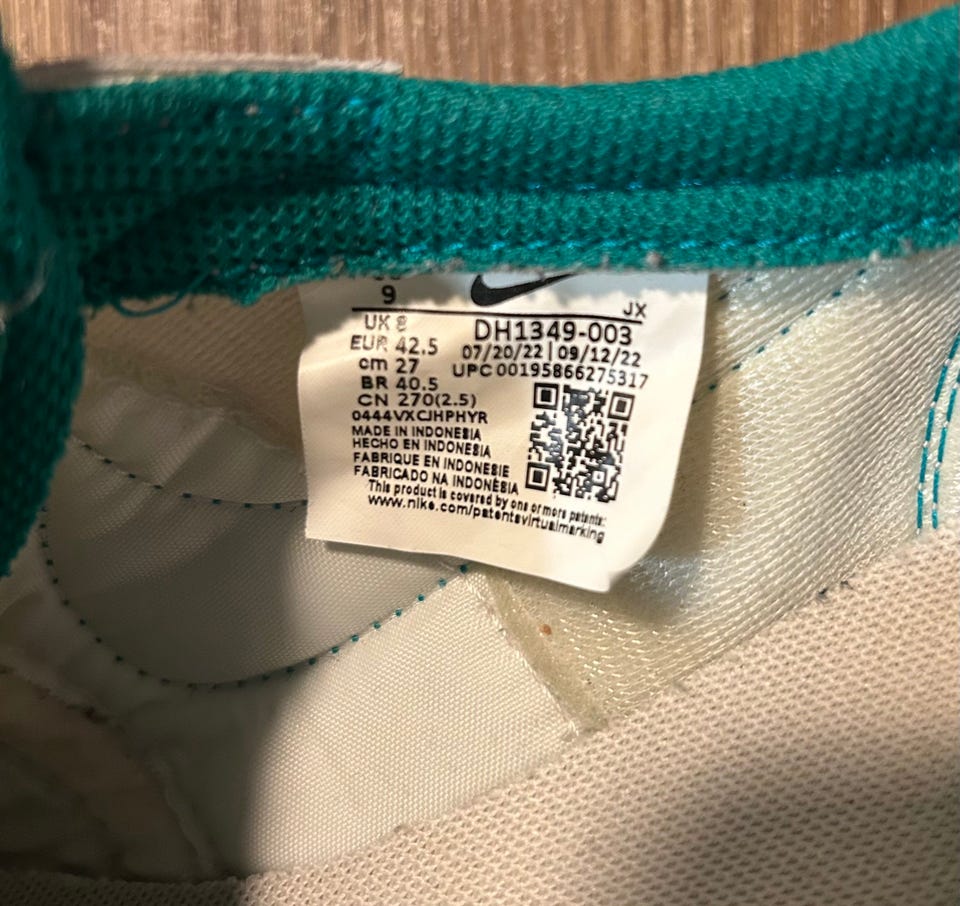 9
UK 8
EUR 42.5
cm 27
BR 40.5
CN 270(2.5)
0444VXCJHPHYR
JX
DH1349-003
07/20/22 | 09/12/22
UPC 00195866275317
MADE IN INDONESIA
HECHO EN INDONESIA
FABRIQUE EN INDONESIE
FABRICADO NA INDONÉSIA
This product is covered by one or more patents:
www.nike.com/patentsvirtualmarking